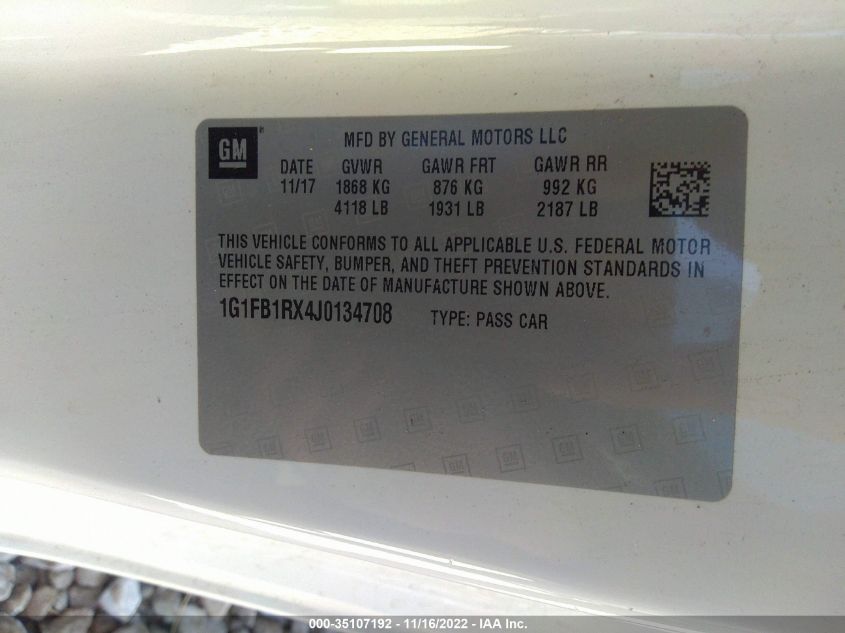 GM
MFD BY GENERAL MOTORS LLC
DATE GVWR GAWR FRT GAWR RR
11/17 1868 KG 876 KG 992 KG
4118 LB 1931 LB 2187 LB
THIS VEHICLE CONFORMS TO ALL APPLICABLE U.S. FEDERAL MOTOR
VEHICLE SAFETY, BUMPER, AND THEFT PREVENTION STANDARDS IN
EFFECT ON THE DATE OF MANUFACTURE SHOWN ABOVE.
1G1FB1RX4J0134708 TYPE: PASS CAR
000-35107192 - 11/16/2022 - IAA Inc.